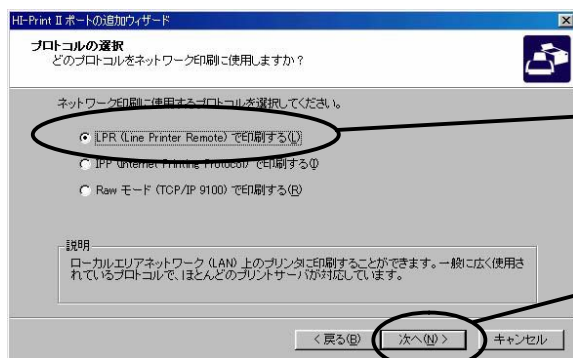 HI-Print Ⅱ ポートの追加ウィザード
プロトコルの選択
どのプロトコルをネットワーク印刷に使用しますか？
ネットワーク印刷に使用するプロトコルを選択してください。
LPR (Line Printer Remote) で印刷する(L)
IPP (Internet Printing Protocol) で印刷する(I)
Raw モード (TCP/IP 9100) で印刷する(R)
説明
ローカルエリアネットワーク (LAN) 上のプリンタに印刷することができます。一般に広く使用さ
れているプロトコルで、ほとんどのプリントサーバが対応しています。
< 戻る(B)
次へ(N) >
キャンセル